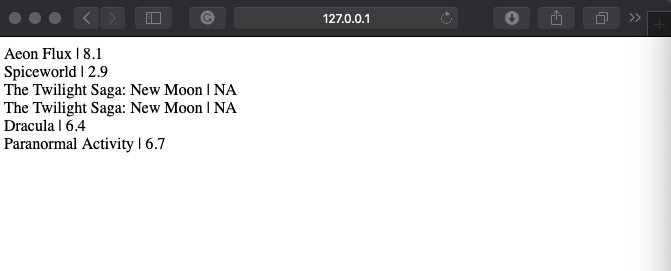 127.0.0.1
Aeon Flux | 8.1
Spiceworld | 2.9
The Twilight Saga: New Moon | NA
The Twilight Saga: New Moon | NA
Dracula | 6.4
Paranormal Activity | 6.7